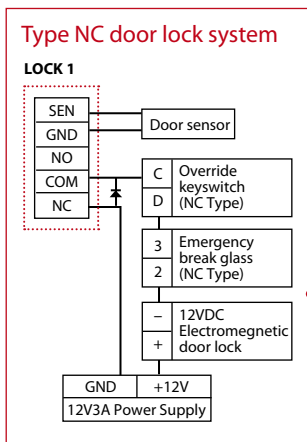 Type NC door lock system
LOCK 1
SEN
GND
NO
COM
NC
Door sensor
C
D
Override
keyswitch
(NC Type)
3
2
Emergency
break glass
(NC Type)
–
+
12VDC
Electromegnetic
door lock
GND +12V
12V3A Power Supply